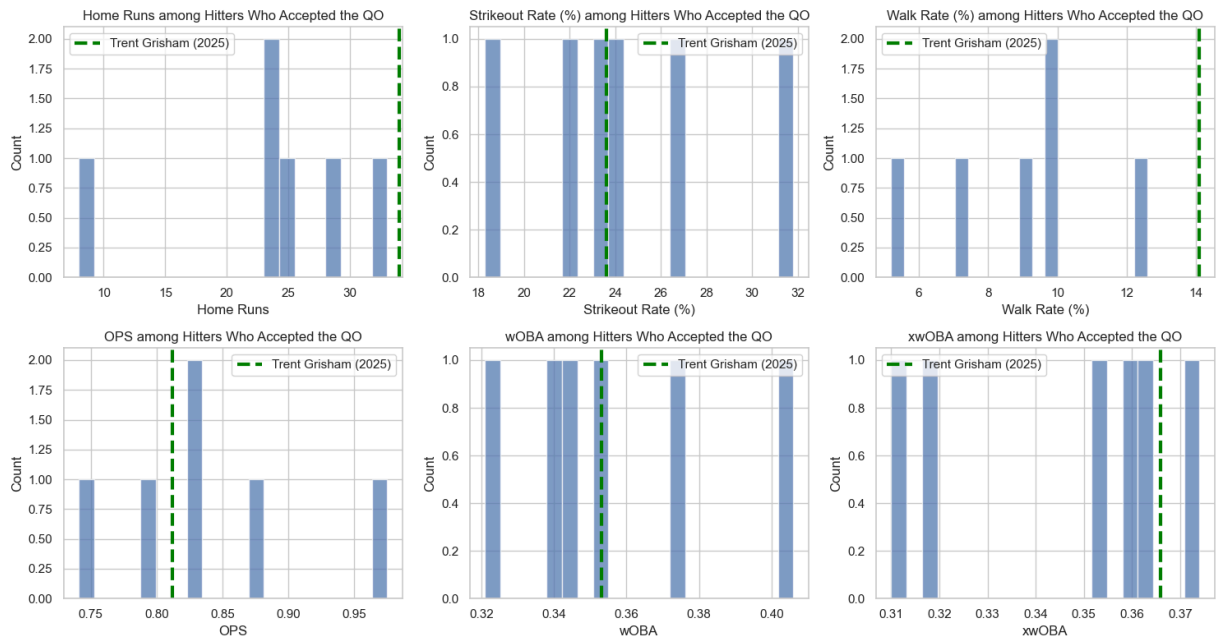 Home Runs among Hitters Who Accepted the QO
Trent Grisham (2025)
2.00
1.75
1.50
1.25
1.00
0.75
0.50
0.25
0.00
Count
10 15 20 25 30
Home Runs
Strikeout Rate (%) among Hitters Who Accepted the QO
Trent Grisham (2025)
1.0
0.8
0.6
0.4
0.2
0.0
Count
18 20 22 24 26 28 30 32
Strikeout Rate (%)
Walk Rate (%) among Hitters Who Accepted the QO
Trent Grisham (2025)
2.00
1.75
1.50
1.25
1.00
0.75
0.50
0.25
0.00
Count
6 8 10 12 14
Walk Rate (%)
OPS among Hitters Who Accepted the QO
Trent Grisham (2025)
2.00
1.75
1.50
1.25
1.00
0.75
0.50
0.25
0.00
Count
0.75 0.80 0.85 0.90 0.95
OPS
wOBA among Hitters Who Accepted the QO
Trent Grisham (2025)
1.0
0.8
0.6
0.4
0.2
0.0
Count
0.32 0.34 0.36 0.38 0.40
wOBA
xwOBA among Hitters Who Accepted the QO
Trent Grisham (2025)
1.0
0.8
0.6
0.4
0.2
0.0
Count
0.31 0.32 0.33 0.34 0.35 0.36 0.37
xwOBA